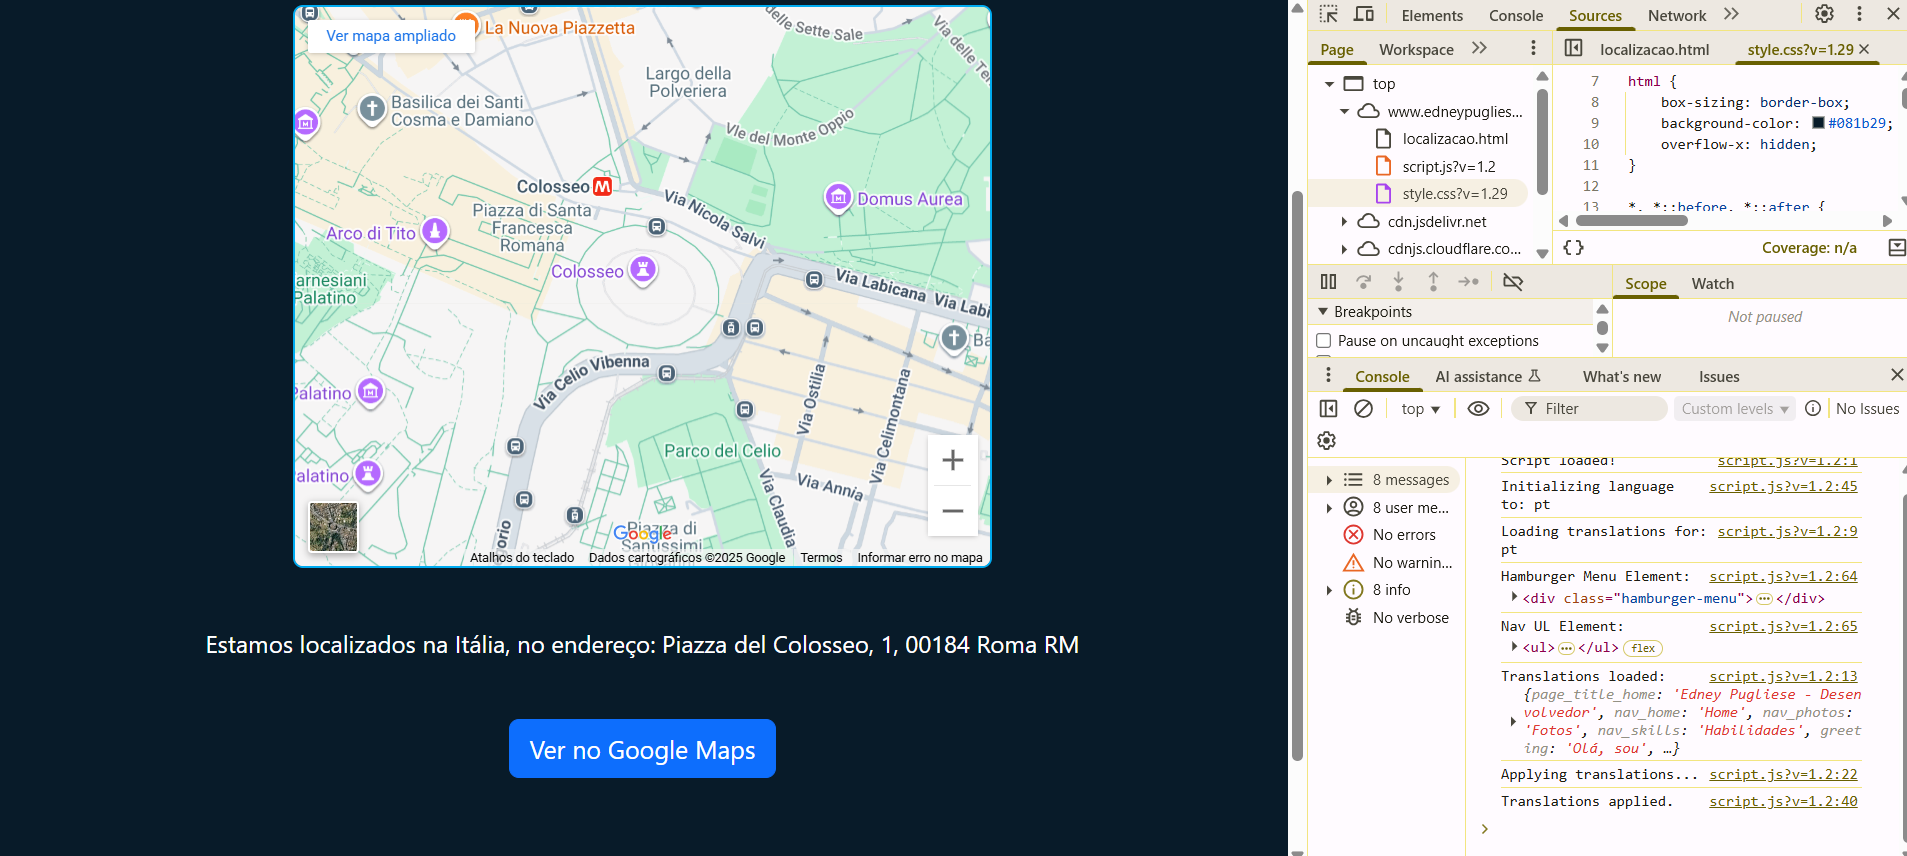 Ver mapa ampliado
La Nuova Piazzetta
delle Sette Sale
Via delle Te
Largo della
Polveriera
Basilica dei Santi
Cosma e Damiano
Vle del Monte Oppio
Colosseo M
Via Nicola Salvi
Domus Aurea
Piazza di Santa
Francesca
Romana
Arco di Tito
Colosseo
Via Labicana
Via Labi
arnesiani
Palatino
Ba
Via Celio Vibenna
Palatino
Via Ostilia
Via Celimontana
Parco del Celio
alatino
Via Annia
Via Claudia
orio
Google
Piazza di
Santissimi
Atalhos do teclado
Dados cartográficos ©2025 Google
Termos
Informar erro no mapa
Estamos localizados na Itália, no endereço: Piazza del Colosseo, 1, 00184 Roma RM
Ver no Google Maps
Elements Console Sources Network
Page Workspace
localizacao.html style.css?v=1.29
top
www.edneypuglies...
localizacao.html
script.js?v=1.2
style.css?v=1.29
cdn.jsdelivr.net
cdnjs.cloudflare.co...
7 html {
8 box-sizing: border-box;
9 background-color: #081b29;
10 overflow-x: hidden;
11 }
12
13 *, *::before, *::after {
{} Coverage: n/a
Scope Watch
Breakpoints
Not paused
Pause on uncaught exceptions
Console AI assistance What's new Issues
top Filter Custom levels No Issues
8 messages
8 user me...
No errors
No warnin...
8 info
No verbose
Script loaded! script.js?v=1.2:1
Initializing language script.js?v=1.2:45
to: pt
Loading translations for: script.js?v=1.2:9
pt
Hamburger Menu Element: script.js?v=1.2:64
<div class="hamburger-menu">…</div>
Nav UL Element: script.js?v=1.2:65
<ul>…</ul> flex
Translations loaded: script.js?v=1.2:13
{page_title_home: 'Edney Pugliese - Desen
volvedor', nav_home: 'Home', nav_photos:
'Fotos', nav_skills: 'Habilidades', greet
ing: 'Olá, sou', …}
Applying translations... script.js?v=1.2:22
Translations applied. script.js?v=1.2:40